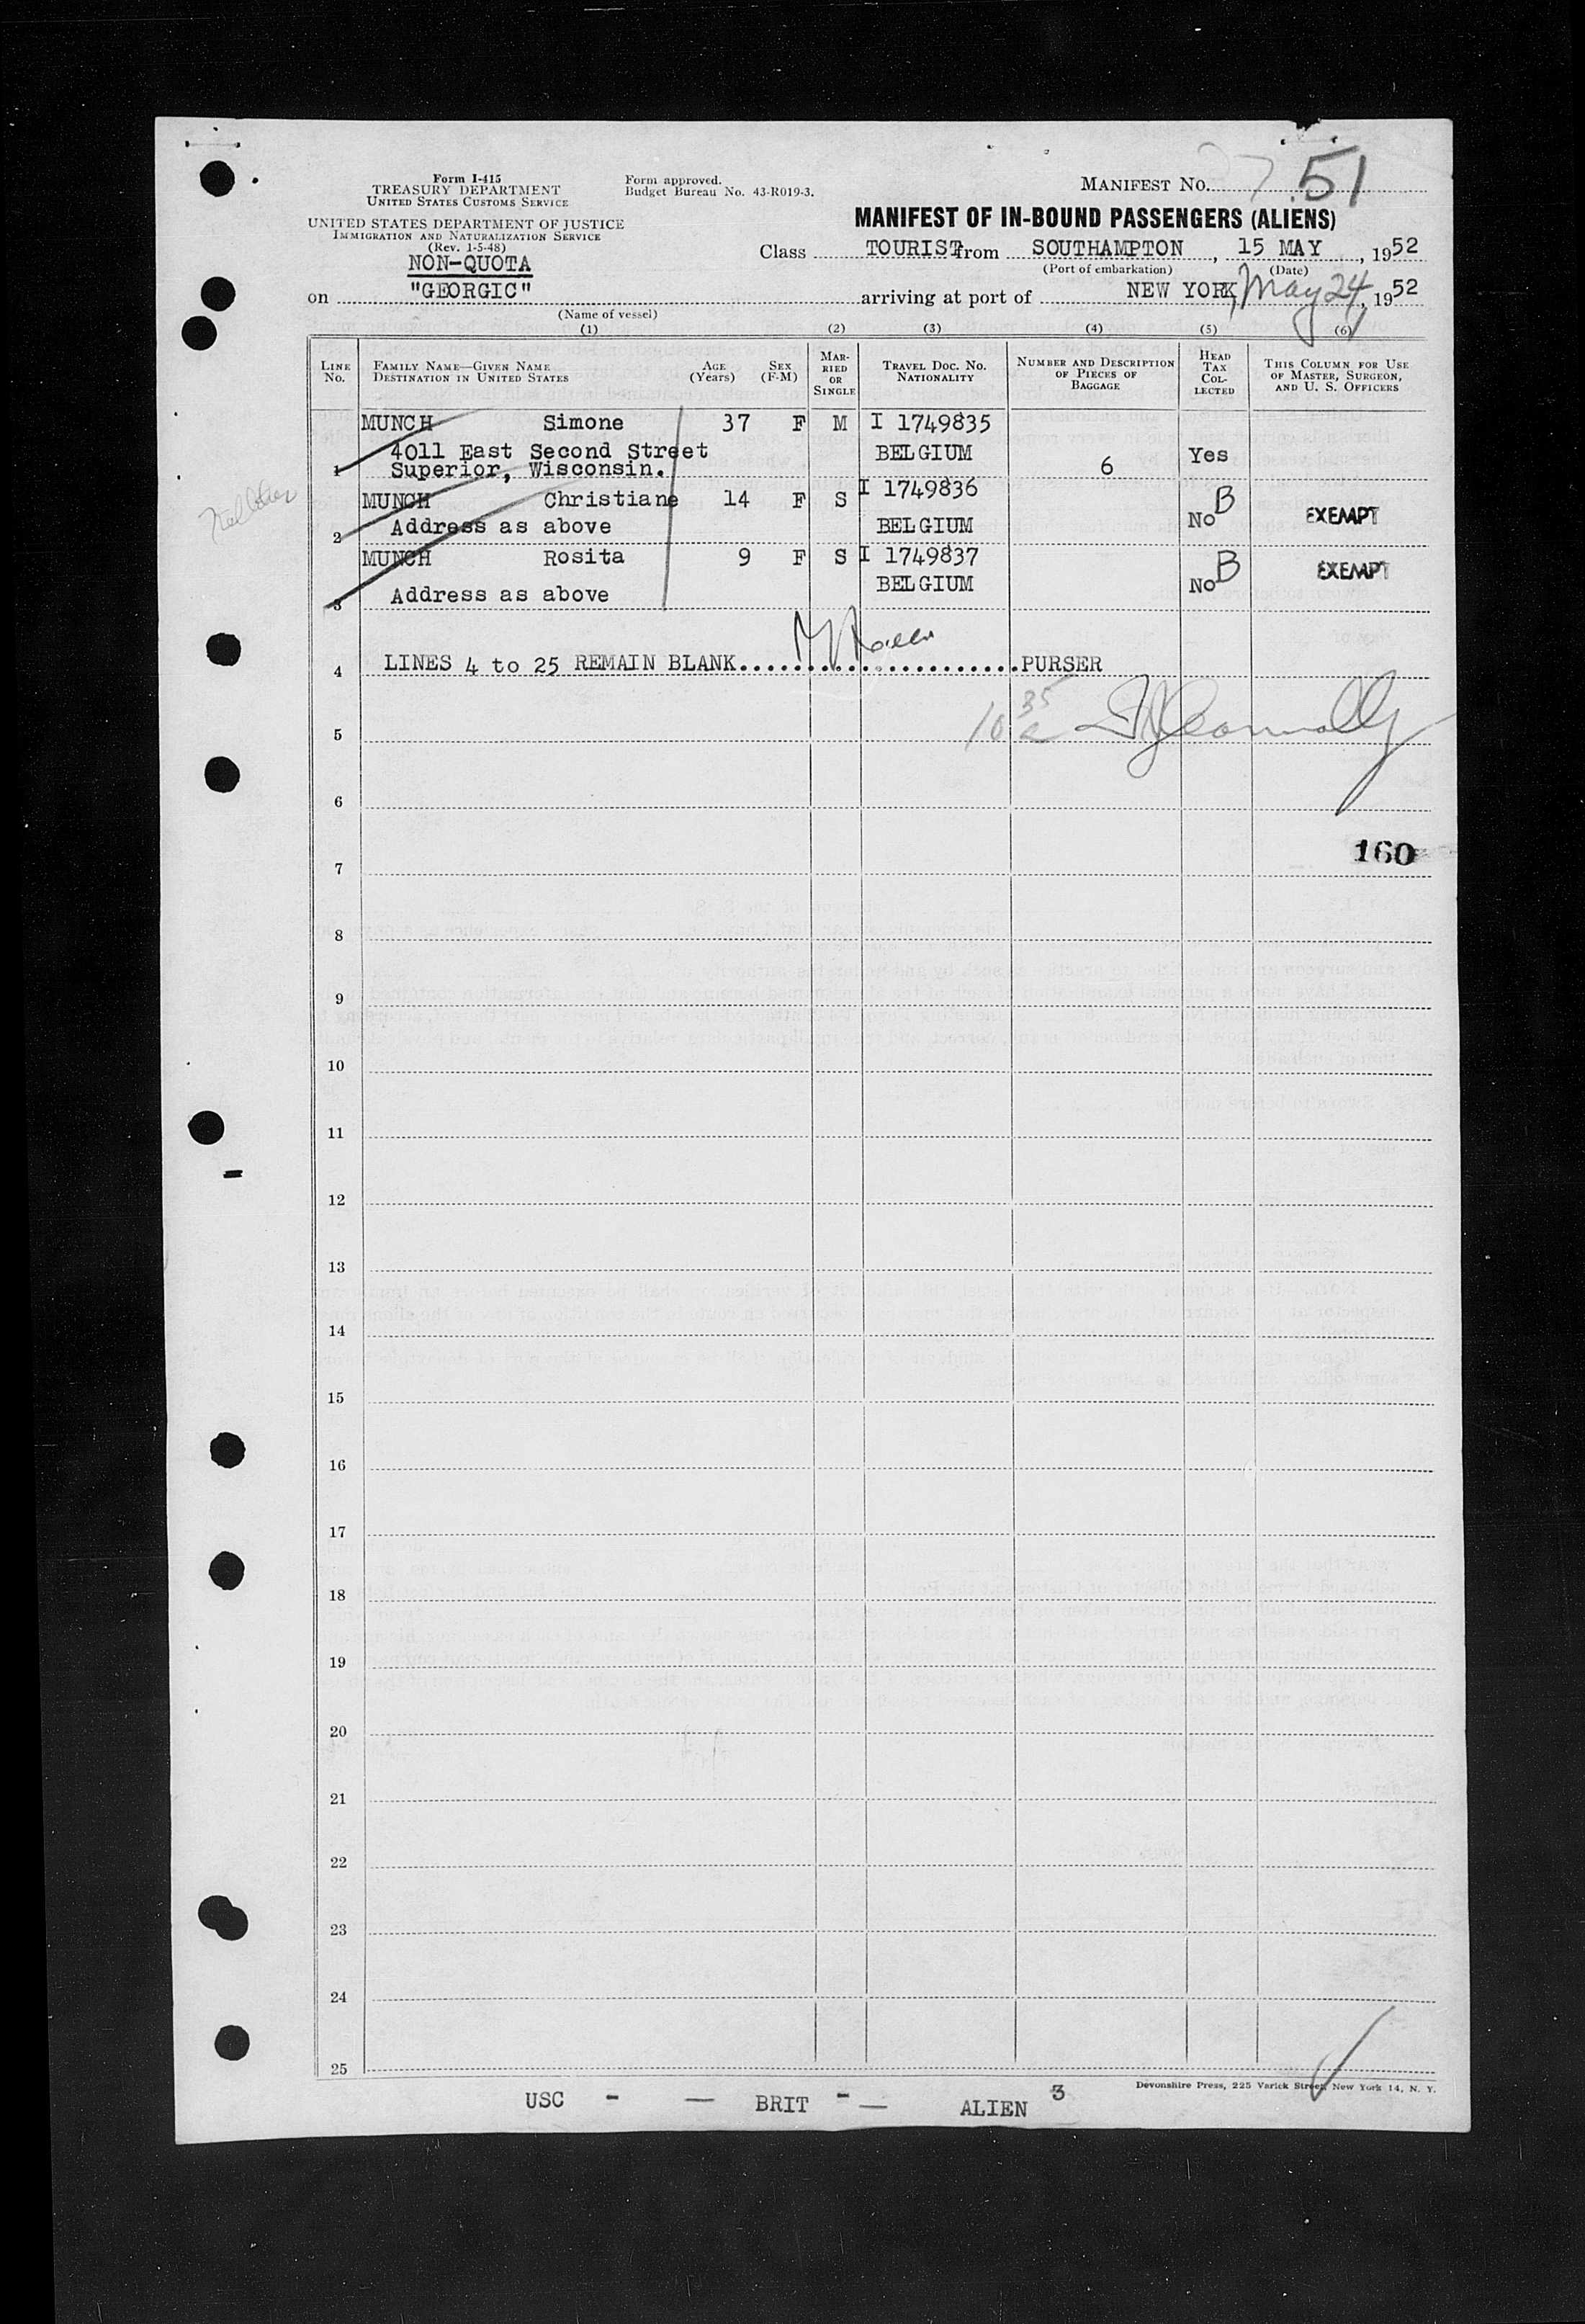 Form I-415
TREASURY DEPARTMENT
UNITED STATES CUSTOMS SERVICE
UNITED STATES DEPARTMENT OF JUSTICE
IMMIGRATION AND NATURALIZATION SERVICE
(Rev. 1-5-48)
NON-QUOTA
Form approved.
Budget Bureau No. 43-R019-3.
MANIFEST NO. 51
MANIFEST OF IN-BOUND PASSENGERS (ALIENS)
Class TOURIST from SOUTHAMPTON, 15 MAY, 1952
(Port of embarkation) (Date)
on "GEORGIC" arriving at port of NEW YORK, May 24, 1952
(Name of vessel)
(1) (2) (3) (4) (5) (6)
LINE No. FAMILY NAME—GIVEN NAME DESTINATION IN UNITED STATES AGE (Years) SEX (F-M) MARRIED OR SINGLE TRAVEL DOC. NO. NATIONALITY NUMBER AND DESCRIPTION OF PIECES OF BAGGAGE HEAD TAX COLLECTED THIS COLUMN FOR USE OF MASTER, SURGEON, AND U. S. OFFICERS
MUNCH Simone 37 F M I 1749835
4011 East Second Street BELGIUM Yes
1 Superior, Wisconsin. 6
MUNCH Christiane 14 F S I 1749836
2 Address as above BELGIUM No B EXEMPT
MUNCH Rosita 9 F S I 1749837
3 Address as above BELGIUM No B EXEMPT
4 LINES 4 to 25 REMAIN BLANK..........................PURSER
10 35 a
5
6
160
7
8
9
10
11
12
13
14
15
16
17
18
19
20
21
22
23
24
25
Devonshire Press, 225 Varick Street, New York 14, N. Y.
USC - — BRIT - — ALIEN 3